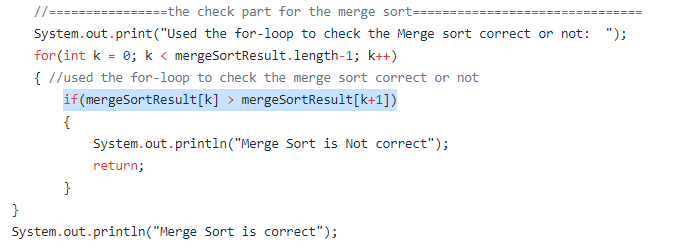 //================the check part for the merge sort===============================
System.out.print("Used the for-loop to check the Merge sort correct or not:  ");
for(int k = 0; k < mergeSortResult.length-1; k++)
{ //used the for-loop to check the merge sort correct or not
if(mergeSortResult[k] > mergeSortResult[k+1])
{
System.out.println("Merge Sort is Not correct");
return;
}
}
System.out.println("Merge Sort is correct");